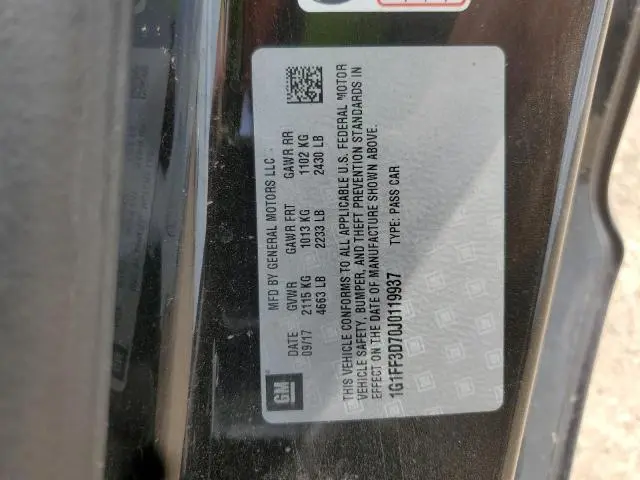 GM
MFD BY GENERAL MOTORS LLC
DATE GVWR GAWR FRT GAWR RR
09/17 2115 KG 1013 KG 1102 KG
4663 LB 2233 LB 2430 LB
THIS VEHICLE CONFORMS TO ALL APPLICABLE U.S. FEDERAL MOTOR
VEHICLE SAFETY, BUMPER, AND THEFT PREVENTION STANDARDS IN
EFFECT ON THE DATE OF MANUFACTURE SHOWN ABOVE.
1G1FF3D70J0119937 TYPE: PASS CAR